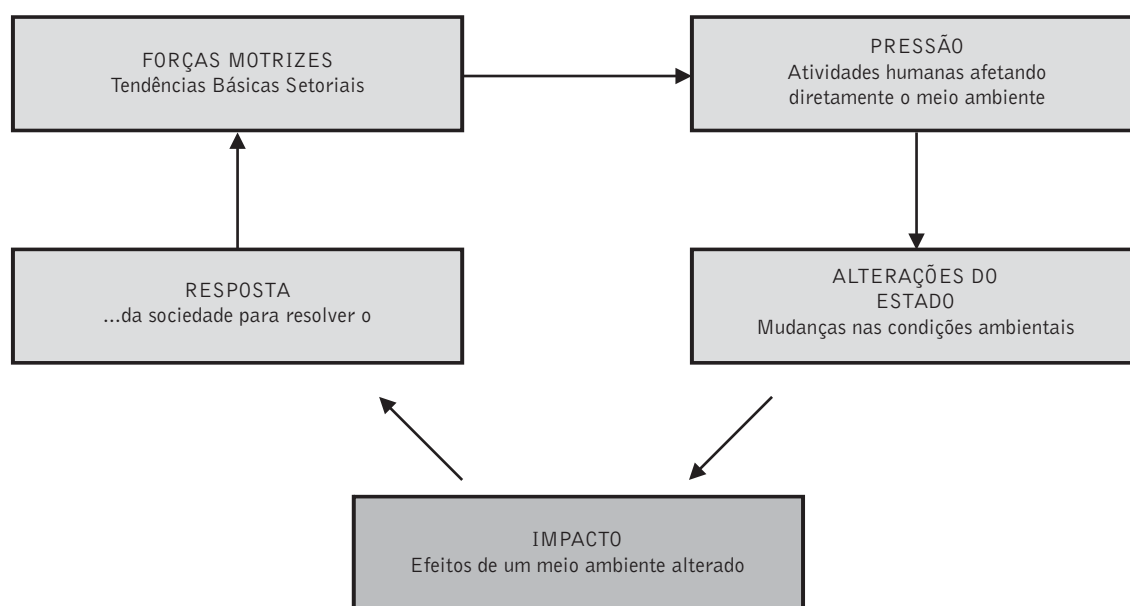 FORÇAS MOTRIZES
Tendências Básicas Setoriais
PRESSÃO
Atividades humanas afetando
diretamente o meio ambiente
RESPOSTA
...da sociedade para resolver o
ALTERAÇÕES DO
ESTADO
Mudanças nas condições ambientais
IMPACTO
Efeitos de um meio ambiente alterado